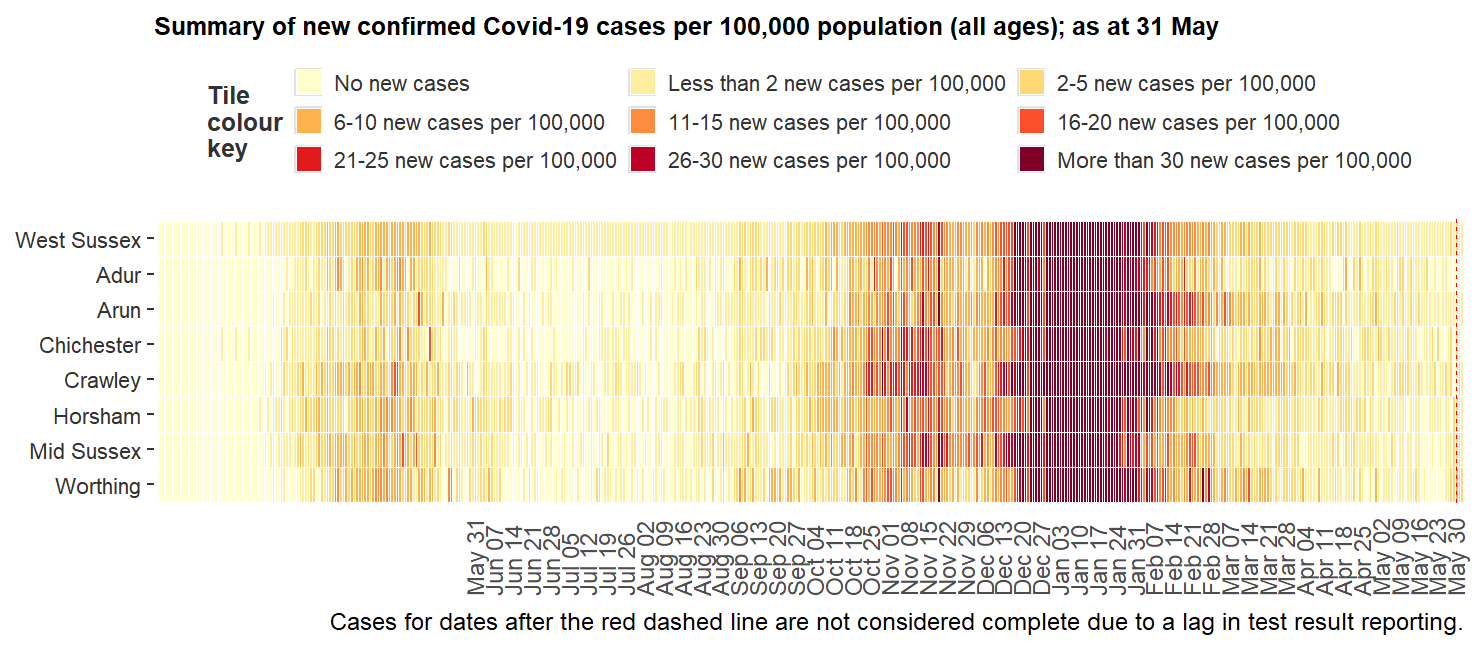 Summary of new confirmed Covid-19 cases per 100,000 population (all ages); as at 31 May
Tile
colour
key
No new cases
Less than 2 new cases per 100,000
2-5 new cases per 100,000
6-10 new cases per 100,000
11-15 new cases per 100,000
16-20 new cases per 100,000
21-25 new cases per 100,000
26-30 new cases per 100,000
More than 30 new cases per 100,000
West Sussex
Adur
Arun
Chichester
Crawley
Horsham
Mid Sussex
Worthing
May 31
Jun 07
Jun 14
Jun 21
Jun 28
Jul 05
Jul 12
Jul 19
Jul 26
Aug 02
Aug 09
Aug 16
Aug 23
Aug 30
Sep 06
Sep 13
Sep 20
Sep 27
Oct 04
Oct 11
Oct 18
Oct 25
Nov 01
Nov 08
Nov 15
Nov 22
Nov 29
Dec 06
Dec 13
Dec 20
Dec 27
Jan 03
Jan 10
Jan 17
Jan 24
Jan 31
Feb 07
Feb 14
Feb 21
Feb 28
Mar 07
Mar 14
Mar 21
Mar 28
Apr 04
Apr 11
Apr 18
Apr 25
May 02
May 09
May 16
May 23
May 30
Cases for dates after the red dashed line are not considered complete due to a lag in test result reporting.